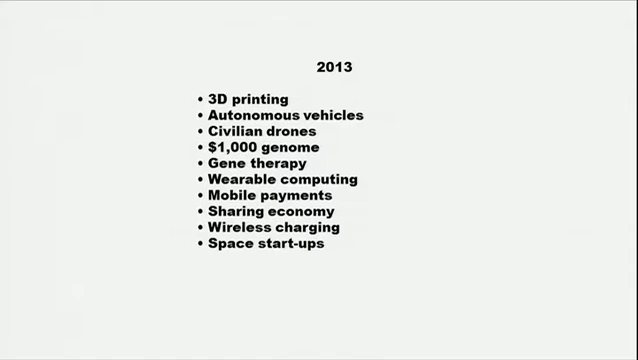 2013
• 3D printing
• Autonomous vehicles
• Civilian drones
• $1,000 genome
• Gene therapy
• Wearable computing
• Mobile payments
• Sharing economy
• Wireless charging
• Space start-ups